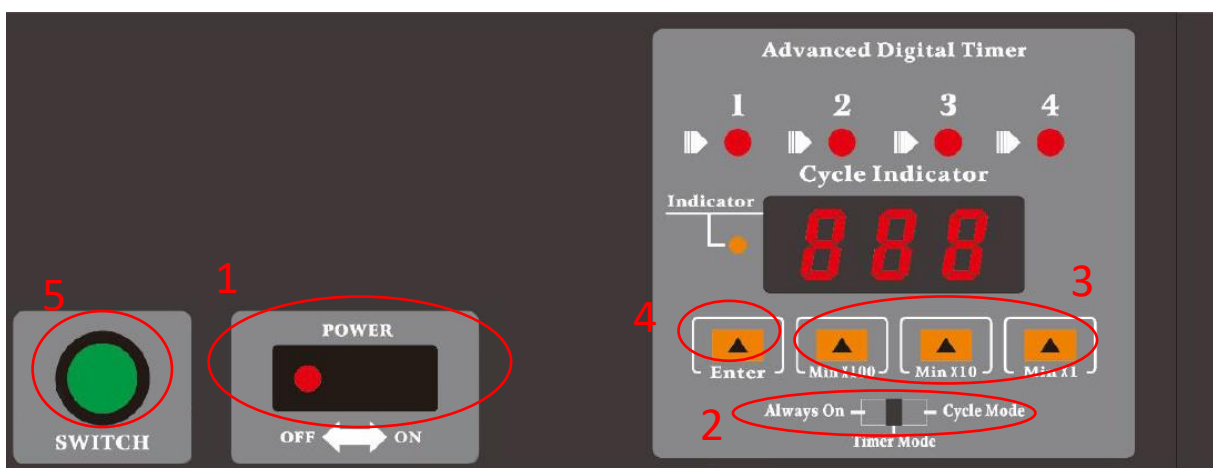 Advanced Digital Timer
1 2 3 4
Cycle Indicator
Indicator
888
5
1
4
3
POWER
Enter Min X100 Min X10 Min X1
2
Always On Cycle Mode
Timer Mode
SWITCH
OFF ON